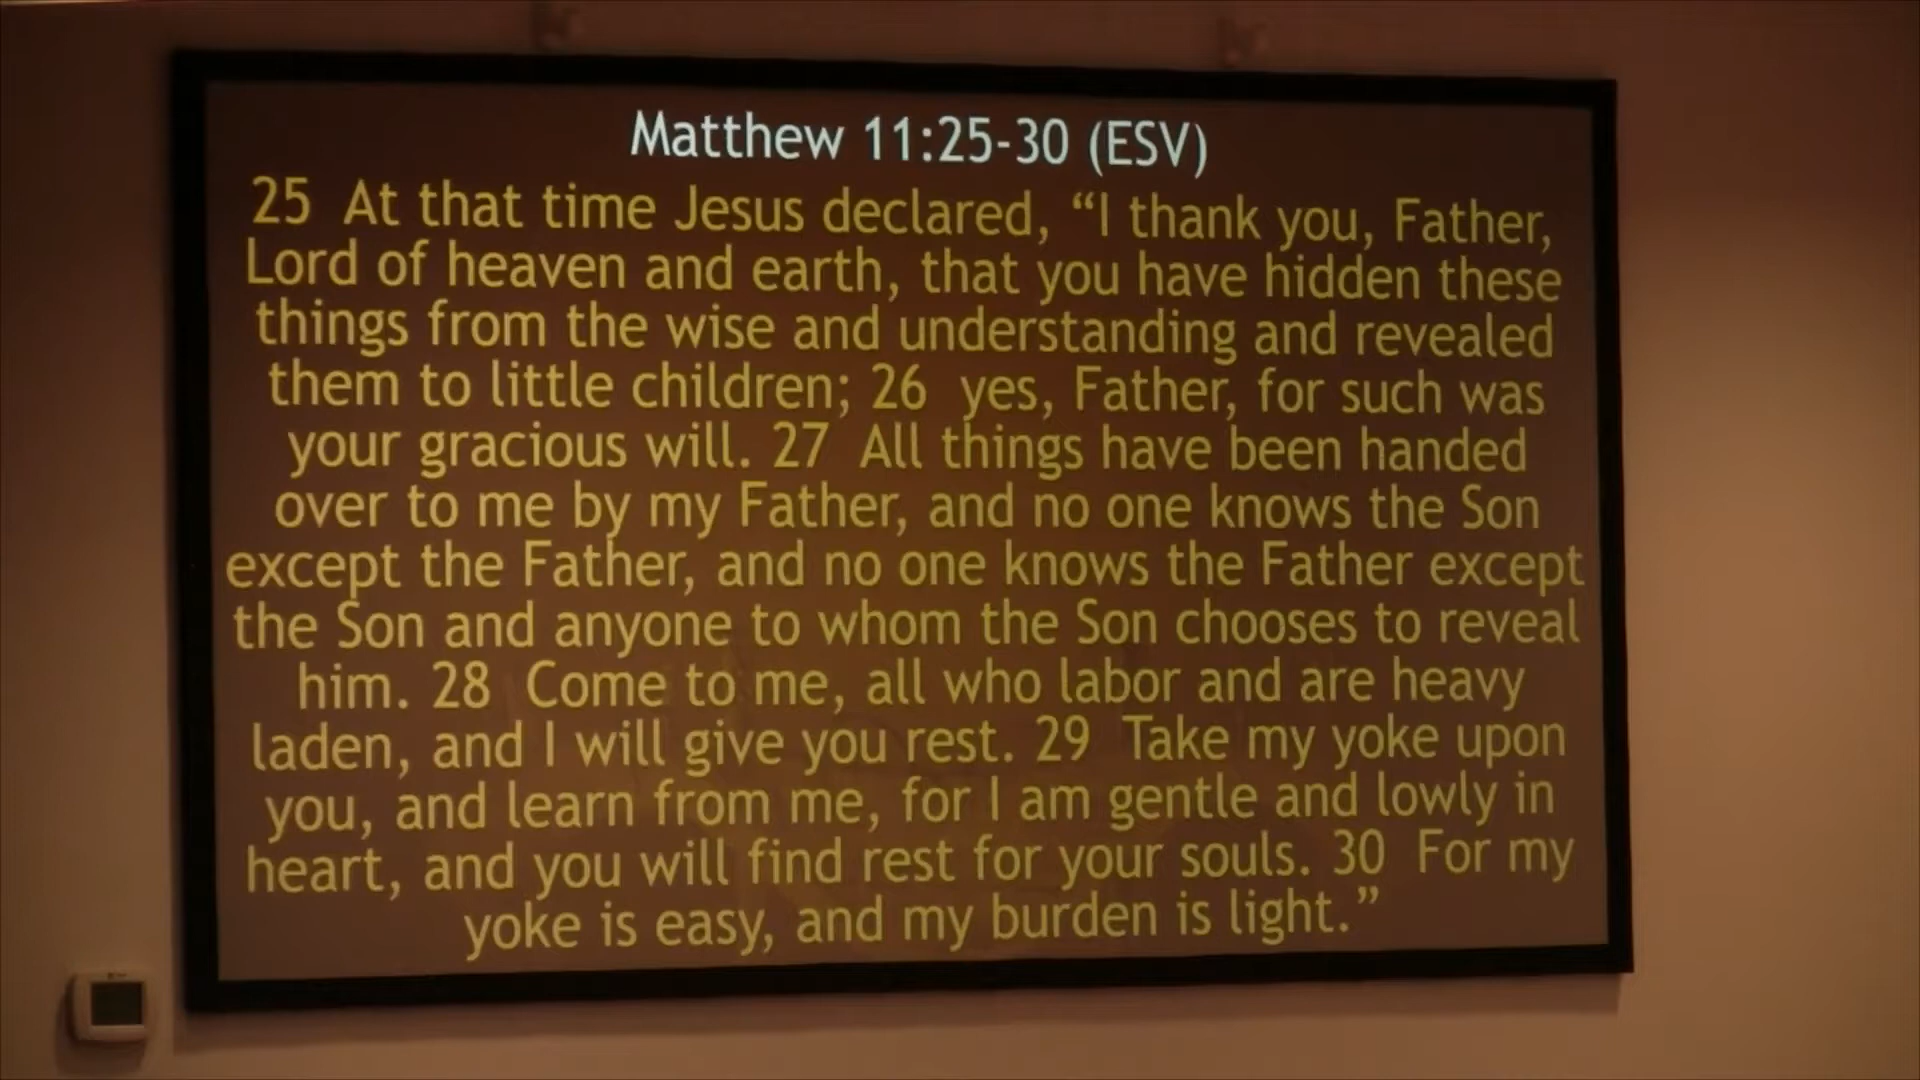 Matthew 11:25-30 (ESV)
25 At that time Jesus declared, “I thank you, Father,
Lord of heaven and earth, that you have hidden these
things from the wise and understanding and revealed
them to little children; 26 yes, Father, for such was
your gracious will. 27 All things have been handed
over to me by my Father, and no one knows the Son
except the Father, and no one knows the Father except
the Son and anyone to whom the Son chooses to reveal
him. 28 Come to me, all who labor and are heavy
laden, and I will give you rest. 29 Take my yoke upon
you, and learn from me, for I am gentle and lowly in
heart, and you will find rest for your souls. 30 For my
yoke is easy, and my burden is light.”